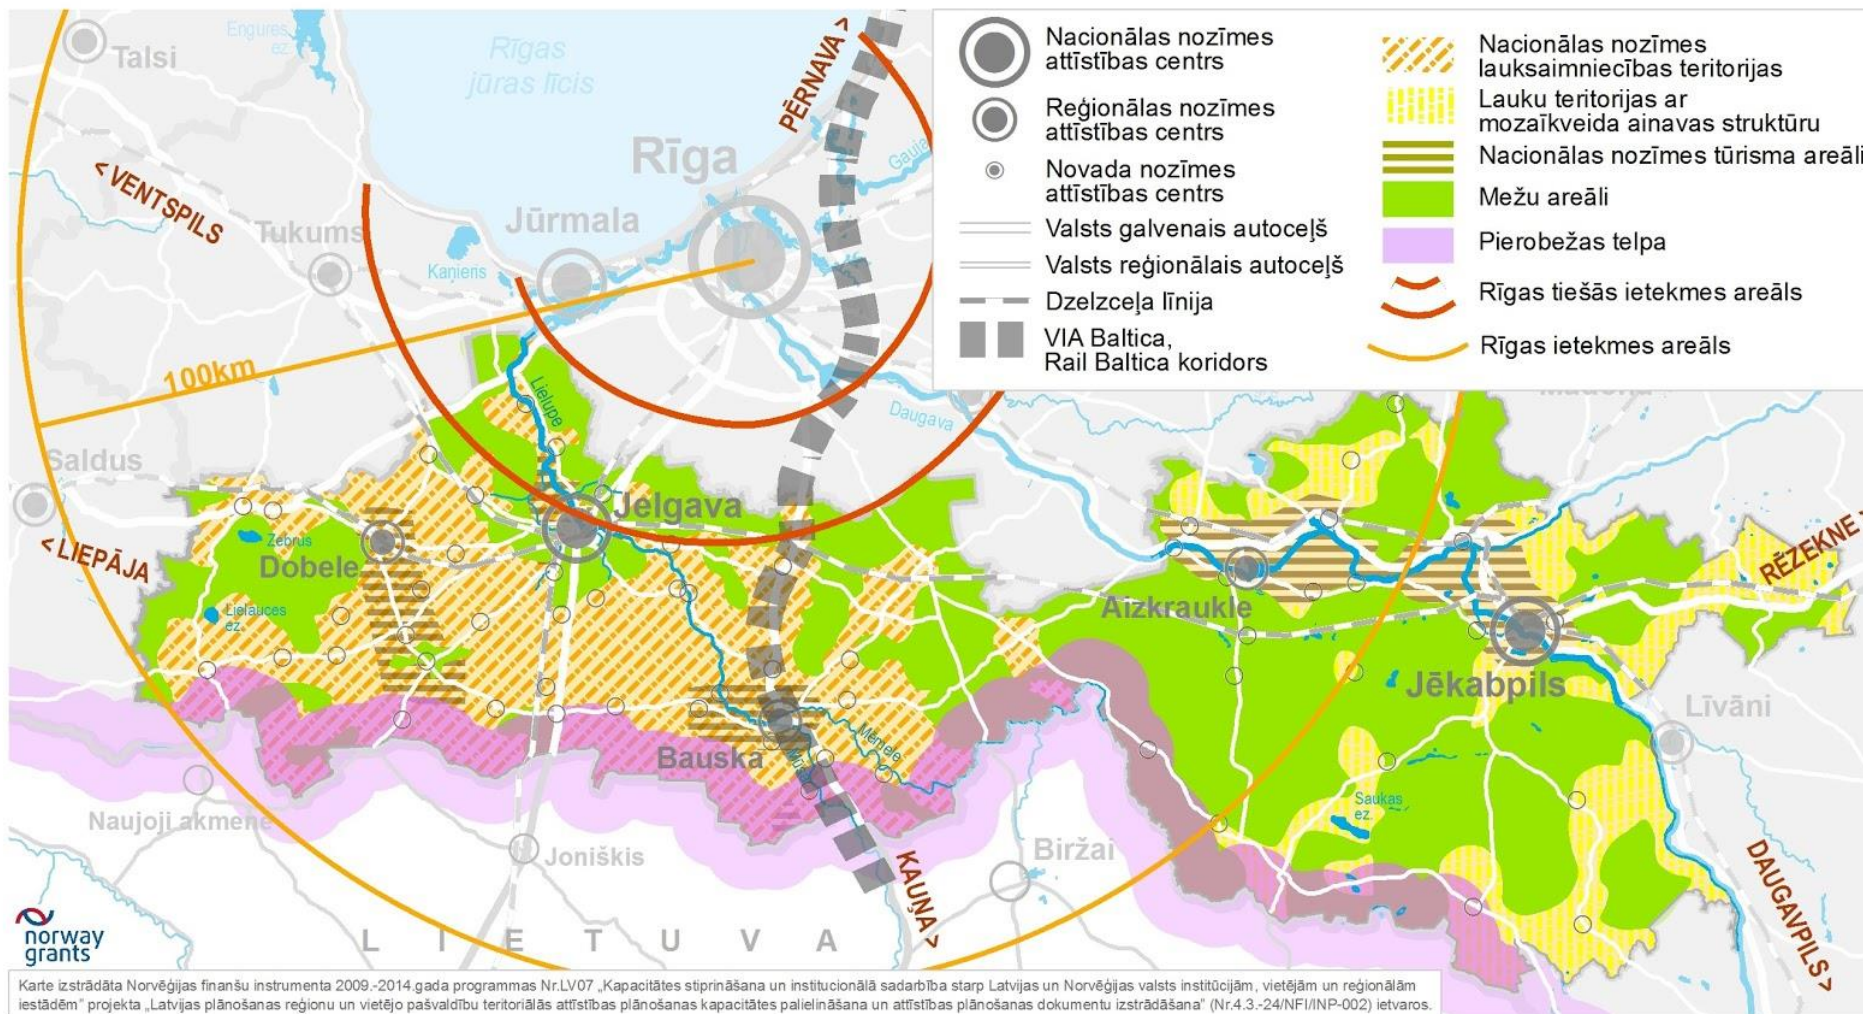 Talsi
Engures
ez.
Rīgas
jūras līcis
PĒRNAVA >
Gauja
Rīga
< VENTSPILS
Tukums
Jūrmala
Kaņieris
100km
Lielupe
Daugava
Saldus
< LIEPĀJA
Zebrus
Dobele
Jelgava
Lielauces
ez.
Aizkraukle
RĒZEKNE >
Jēkabpils
Līvāni
Bauska
Mēmele
Mūsa
Saukas
ez.
Naujoji akmenė
Joniškis
Biržai
KAUŅA >
DAUGAVPILS >
L I E T U V A
Nacionālas nozīmes
attīstības centrs
Reģionālas nozīmes
attīstības centrs
Novada nozīmes
attīstības centrs
Valsts galvenais autoceļš
Valsts reģionālais autoceļš
Dzelzceļa līnija
VIA Baltica,
Rail Baltica koridors
Nacionālas nozīmes
lauksaimniecības teritorijas
Lauku teritorijas ar
mozaīkveida ainavas struktūru
Nacionālas nozīmes tūrisma areāli
Mežu areāli
Pierobežas telpa
Rīgas tiešās ietekmes areāls
Rīgas ietekmes areāls
norway
grants
Karte izstrādāta Norvēģijas finanšu instrumenta 2009.-2014.gada programmas Nr.LV07 „Kapacitātes stiprināšana un institucionālā sadarbība starp Latvijas un Norvēģijas valsts institūcijām, vietējām un reģionālām
iestādēm” projekta „Latvijas plānošanas reģionu un vietējo pašvaldību teritoriālās attīstības plānošanas kapacitātes palielināšana un attīstības plānošanas dokumentu izstrādāšana” (Nr.4.3.-24/NFI/INP-002) ietvaros.